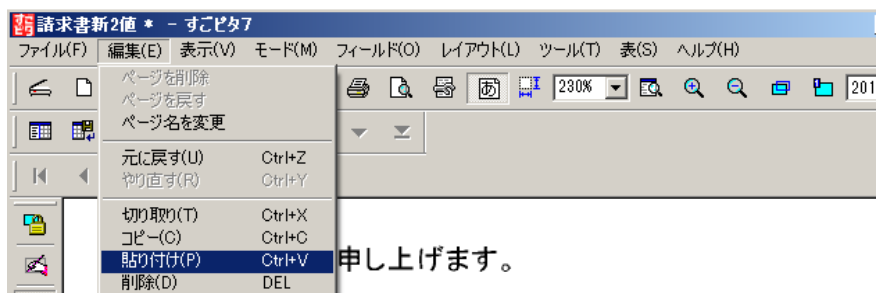 請求書新2値 * - すごピタ7
ファイル(F) 編集(E) 表示(V) モード(M) フィールド(O) レイアウト(L) ツール(T) 表(S) ヘルプ(H)
230% 201
あ
ページを削除
ページを戻す
ページ名を変更
元に戻す(U) Ctrl+Z
やり直す(R) Ctrl+Y
切り取り(T) Ctrl+X
コピー(C) Ctrl+C
貼り付け(P) Ctrl+V
削除(D) DEL
申し上げます。